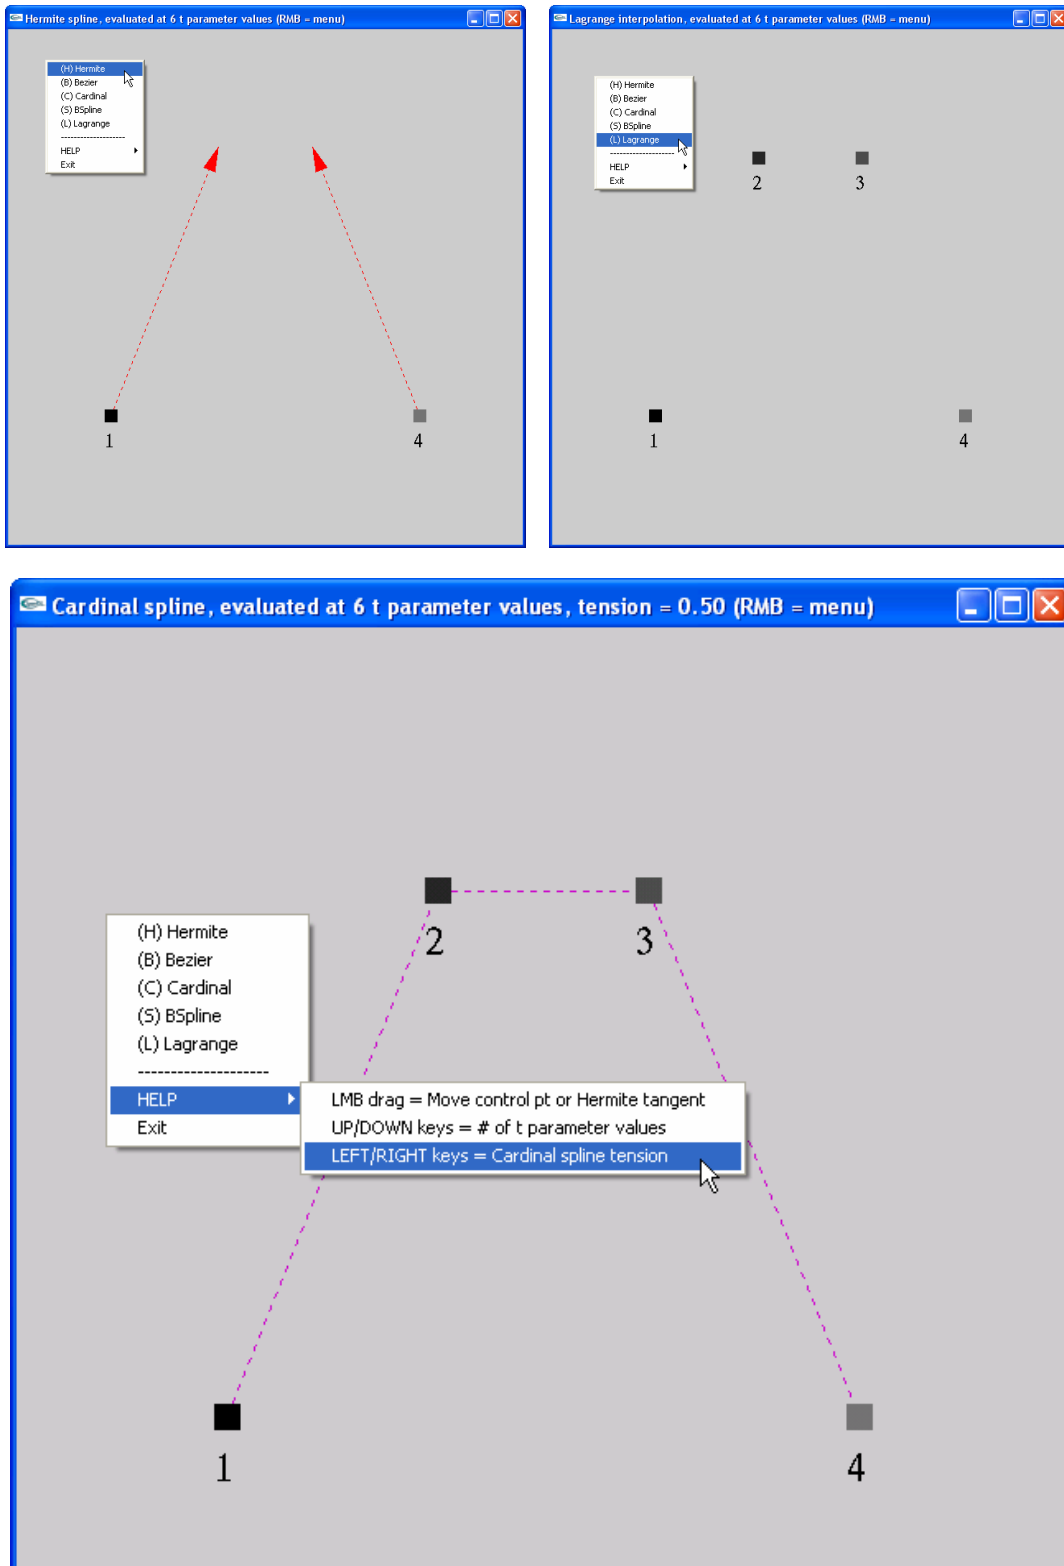 Hermite spline, evaluated at 6 t parameter values (RMB = menu)
(H) Hermite
(B) Bezier
(C) Cardinal
(S) BSpline
(L) Lagrange
--------------------
HELP
Exit
1
4
Lagrange interpolation, evaluated at 6 t parameter values (RMB = menu)
(H) Hermite
(B) Bezier
(C) Cardinal
(S) BSpline
(L) Lagrange
--------------------
HELP
Exit
2 3
1
4
Cardinal spline, evaluated at 6 t parameter values, tension = 0.50 (RMB = menu)
2 3
(H) Hermite
(B) Bezier
(C) Cardinal
(S) BSpline
(L) Lagrange
--------------------
HELP
Exit
LMB drag = Move control pt or Hermite tangent
UP/DOWN keys = # of t parameter values
LEFT/RIGHT keys = Cardinal spline tension
1
4